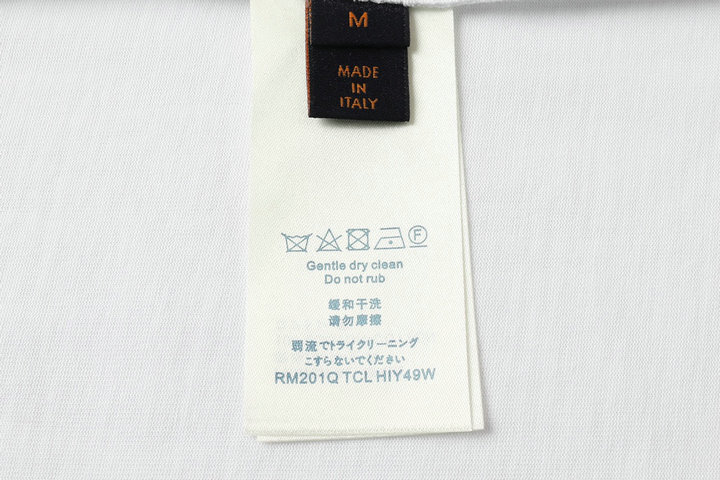 M
MADE
IN
ITALY
F
Gentle dry clean
Do not rub
缓和干洗
请勿摩擦
弱流でトライクリーニング
こすらないでください
RM201Q TCL HIY49W